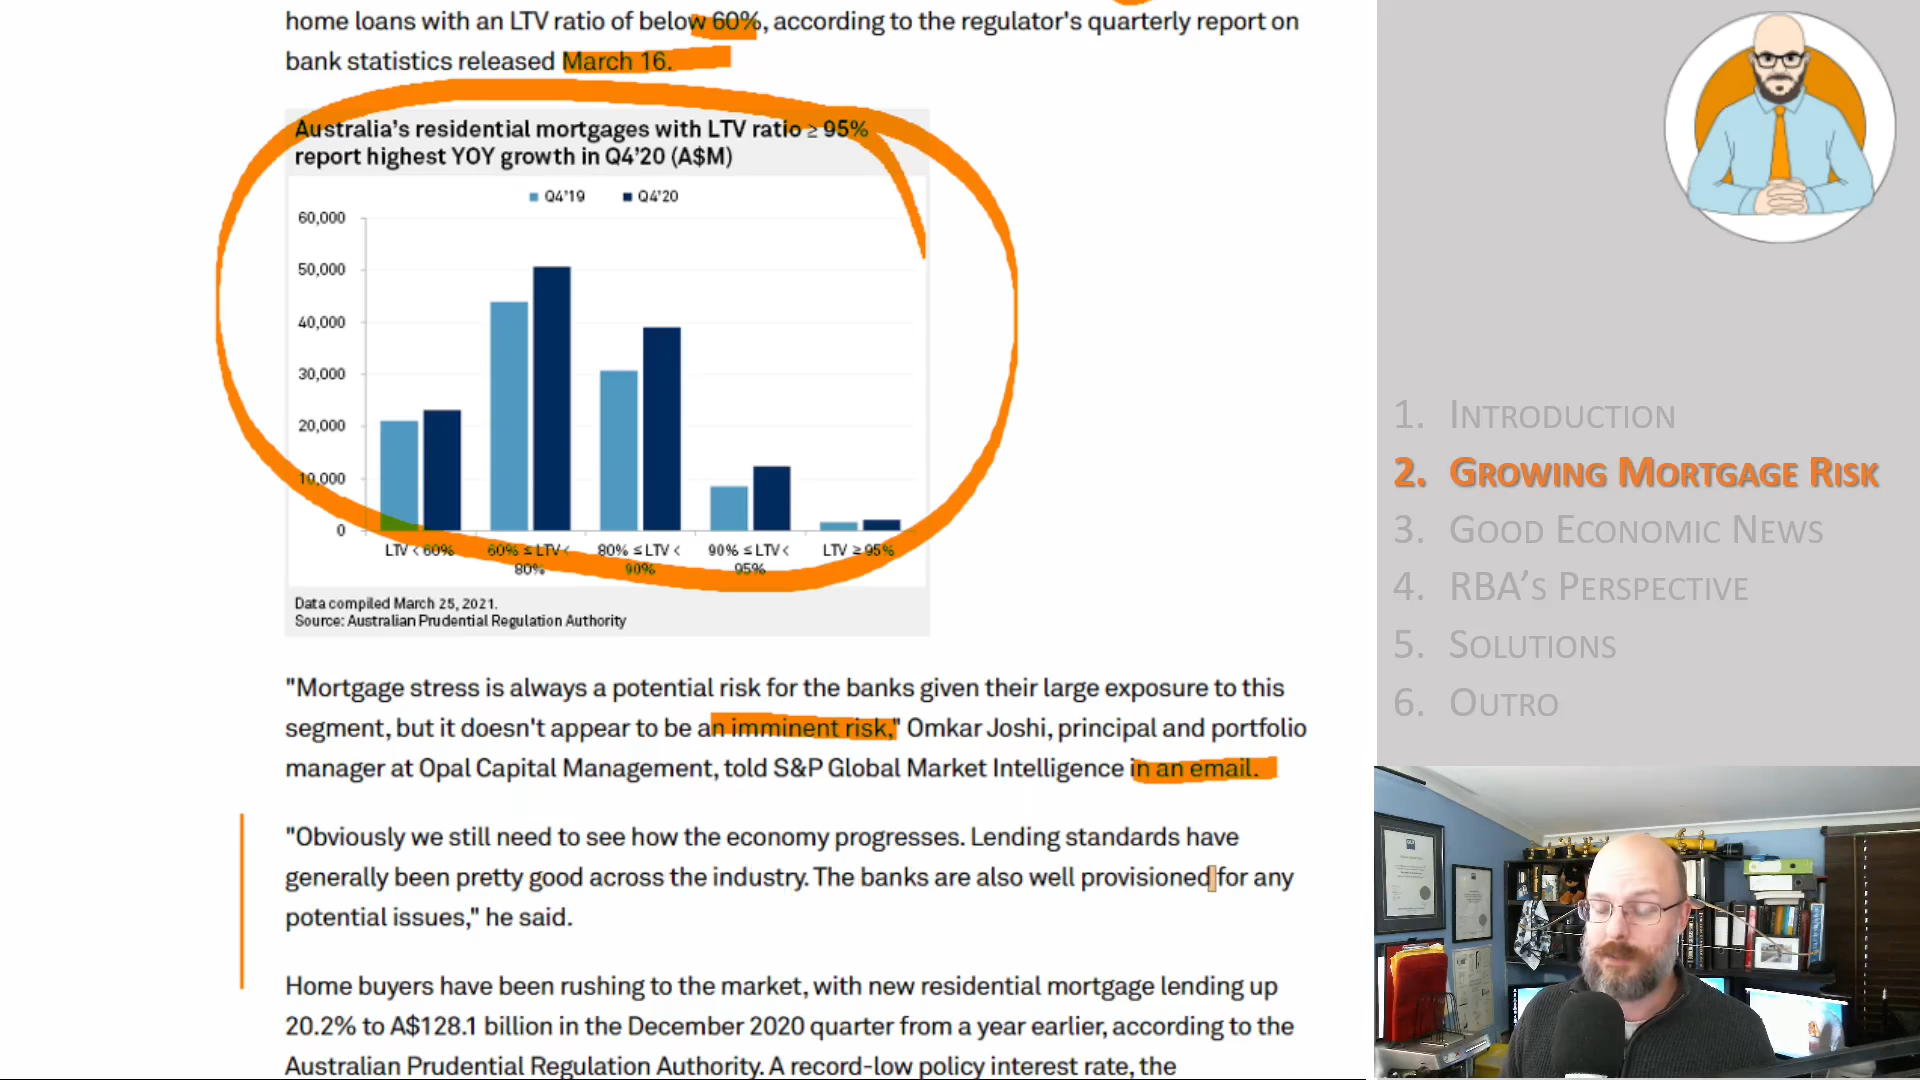 home loans with an LTV ratio of below 60%, according to the regulator's quarterly report on
bank statistics released March 16.
Australia's residential mortgages with LTV ratio ≥ 95%
report highest YOY growth in Q4'20 (A$M)
Q4'19 Q4'20
60,000
50,000
40,000
30,000
20,000
10,000
0
LTV < 60% 60% ≤ LTV < 80% ≤ LTV < 90% ≤ LTV < LTV ≥ 95%
80% 90% 95%
Data compiled March 25, 2021.
Source: Australian Prudential Regulation Authority
"Mortgage stress is always a potential risk for the banks given their large exposure to this
segment, but it doesn't appear to be an imminent risk," Omkar Joshi, principal and portfolio
manager at Opal Capital Management, told S&P Global Market Intelligence in an email.
"Obviously we still need to see how the economy progresses. Lending standards have
generally been pretty good across the industry. The banks are also well provisioned for any
potential issues," he said.
Home buyers have been rushing to the market, with new residential mortgage lending up
20.2% to A$128.1 billion in the December 2020 quarter from a year earlier, according to the
Australian Prudential Regulation Authority. A record-low policy interest rate, the
1. Introduction
2. Growing Mortgage Risk
3. Good Economic News
4. RBA's Perspective
5. Solutions
6. Outro